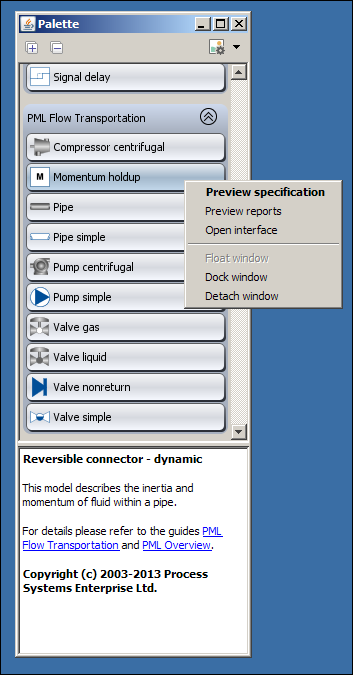 Palette
Signal delay
PML Flow Transportation
Compressor centrifugal
M Momentum holdup
Preview specification
Pipe
Preview reports
Open interface
Pipe simple
Float window
Pump centrifugal
Dock window
Pump simple
Detach window
Valve gas
Valve liquid
Valve nonreturn
Valve simple
Reversible connector - dynamic
This model describes the inertia and
momentum of fluid within a pipe.
For details please refer to the guides PML
Flow Transportation and PML Overview.
Copyright (c) 2003-2013 Process
Systems Enterprise Ltd.